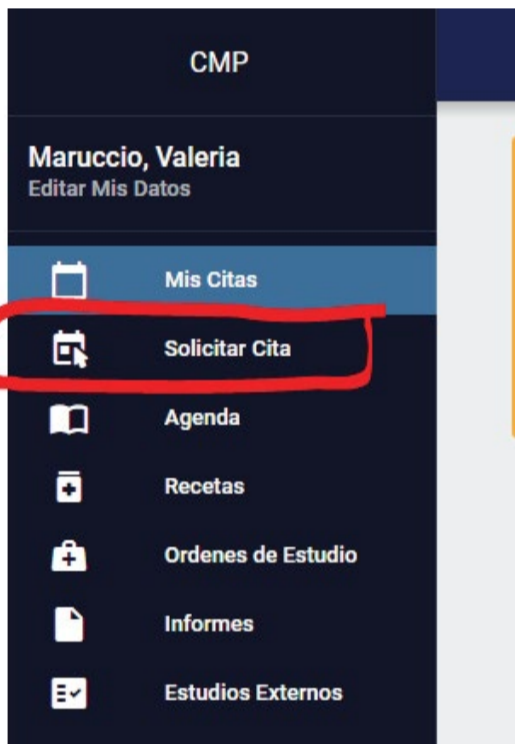 CMP
Maruccio, Valeria
Editar Mis Datos
Mis Citas
Solicitar Cita
Agenda
Recetas
Ordenes de Estudio
Informes
Estudios Externos